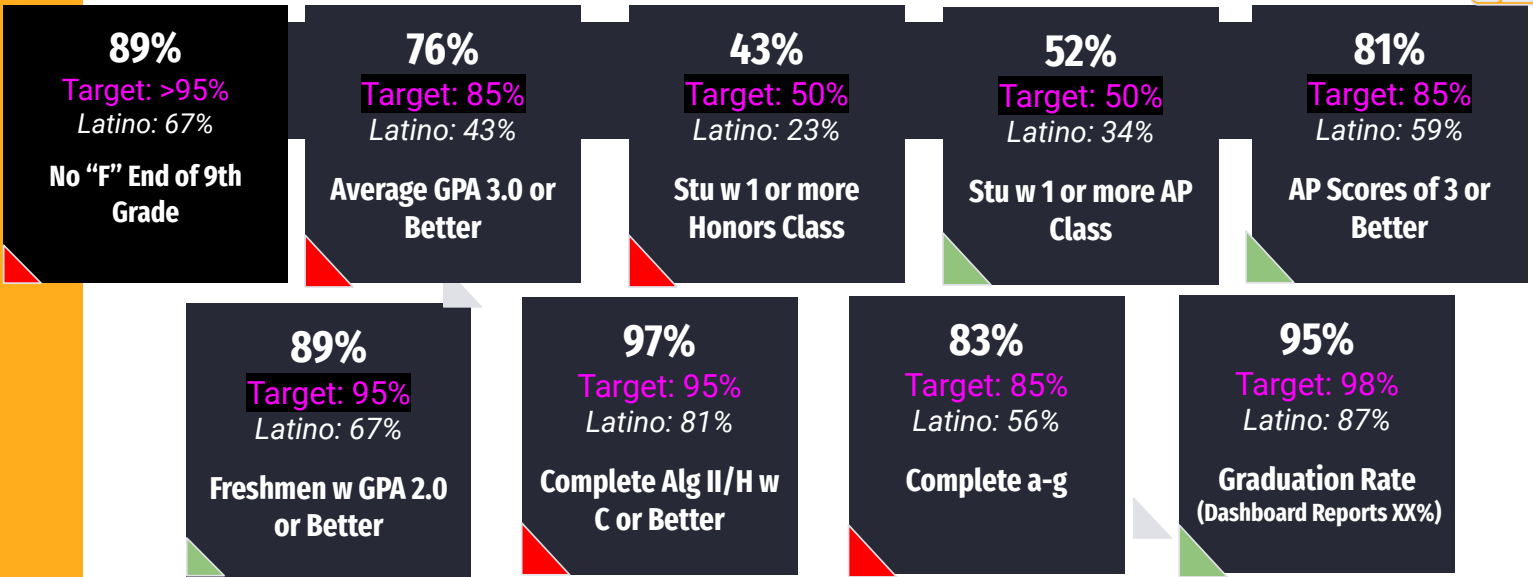 89%
Target: >95%
Latino: 67%
No “F” End of 9th
Grade
76%
Target: 85%
Latino: 43%
Average GPA 3.0 or
Better
43%
Target: 50%
Latino: 23%
Stu w 1 or more
Honors Class
52%
Target: 50%
Latino: 34%
Stu w 1 or more AP
Class
81%
Target: 85%
Latino: 59%
AP Scores of 3 or
Better
89%
Target: 95%
Latino: 67%
Freshmen w GPA 2.0
or Better
97%
Target: 95%
Latino: 81%
Complete Alg II/H w
C or Better
83%
Target: 85%
Latino: 56%
Complete a-g
95%
Target: 98%
Latino: 87%
Graduation Rate
(Dashboard Reports XX%)